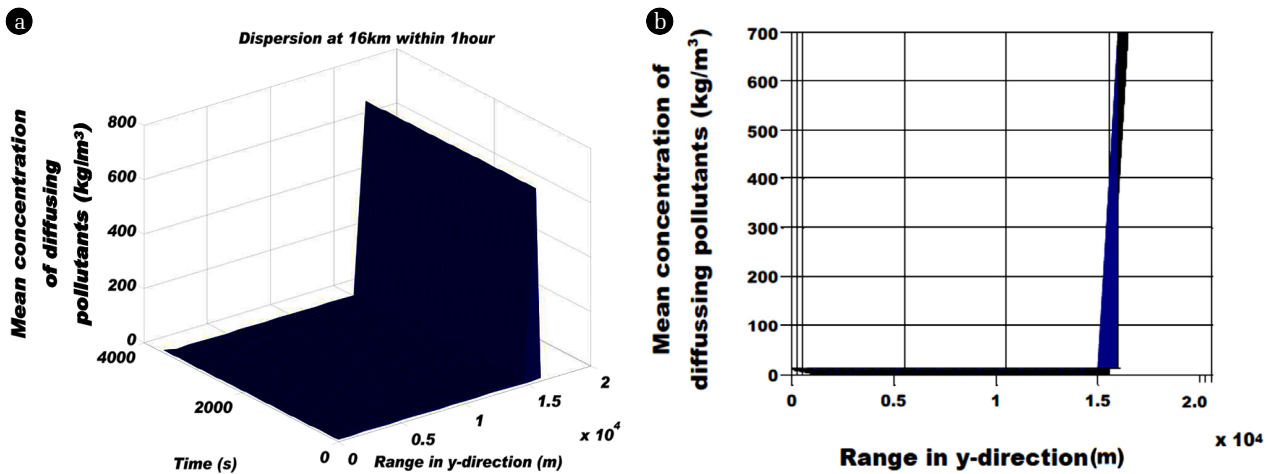 a
Dispersion at 16km within 1hour
Mean concentration
of diffusing
pollutants (kg/m³)
800
600
400
200
0
4000
2000
0
Time (s)
0
0.5
1
1.5
2
x 10⁴
Range in y-direction (m)
b
Mean concentration of
diffussing pollutants (kg/m³)
700
600
500
400
300
200
100
0
0
0.5
1.0
1.5
2.0
x 10⁴
Range in y-direction(m)